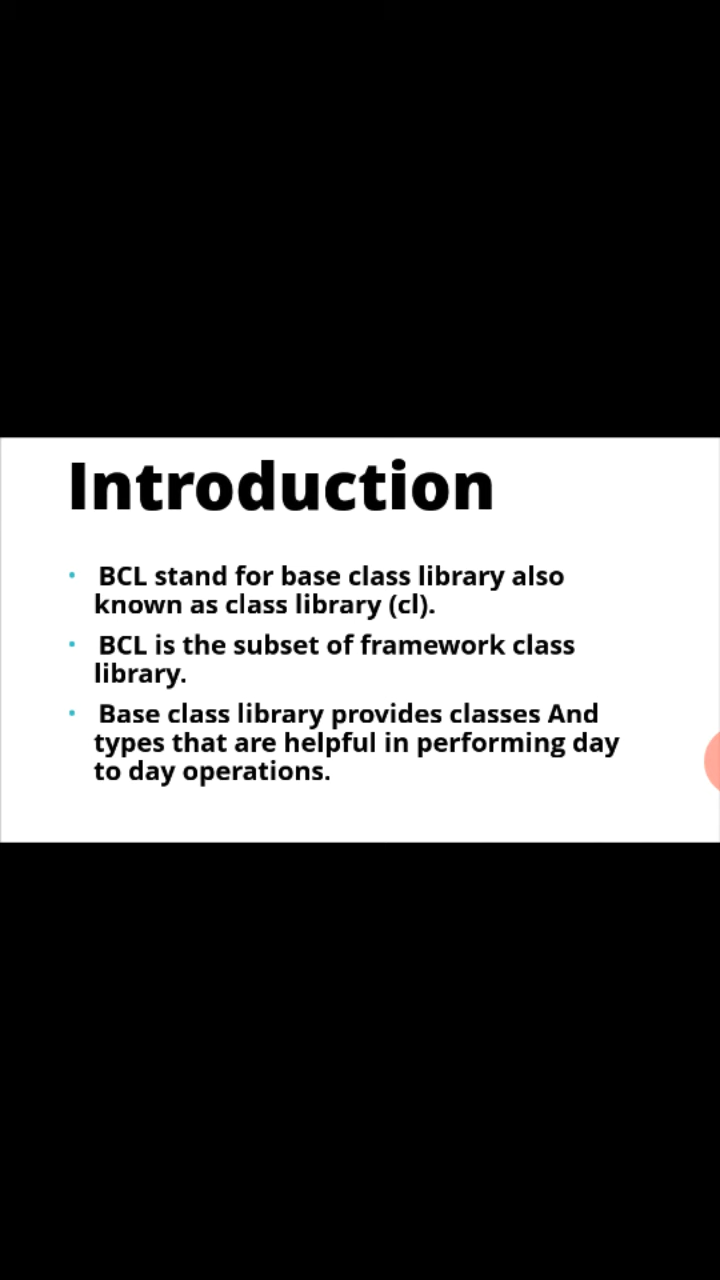 Introduction
• BCL stand for base class library also
known as class library (cl).
• BCL is the subset of framework class
library.
• Base class library provides classes And
types that are helpful in performing day
to day operations.